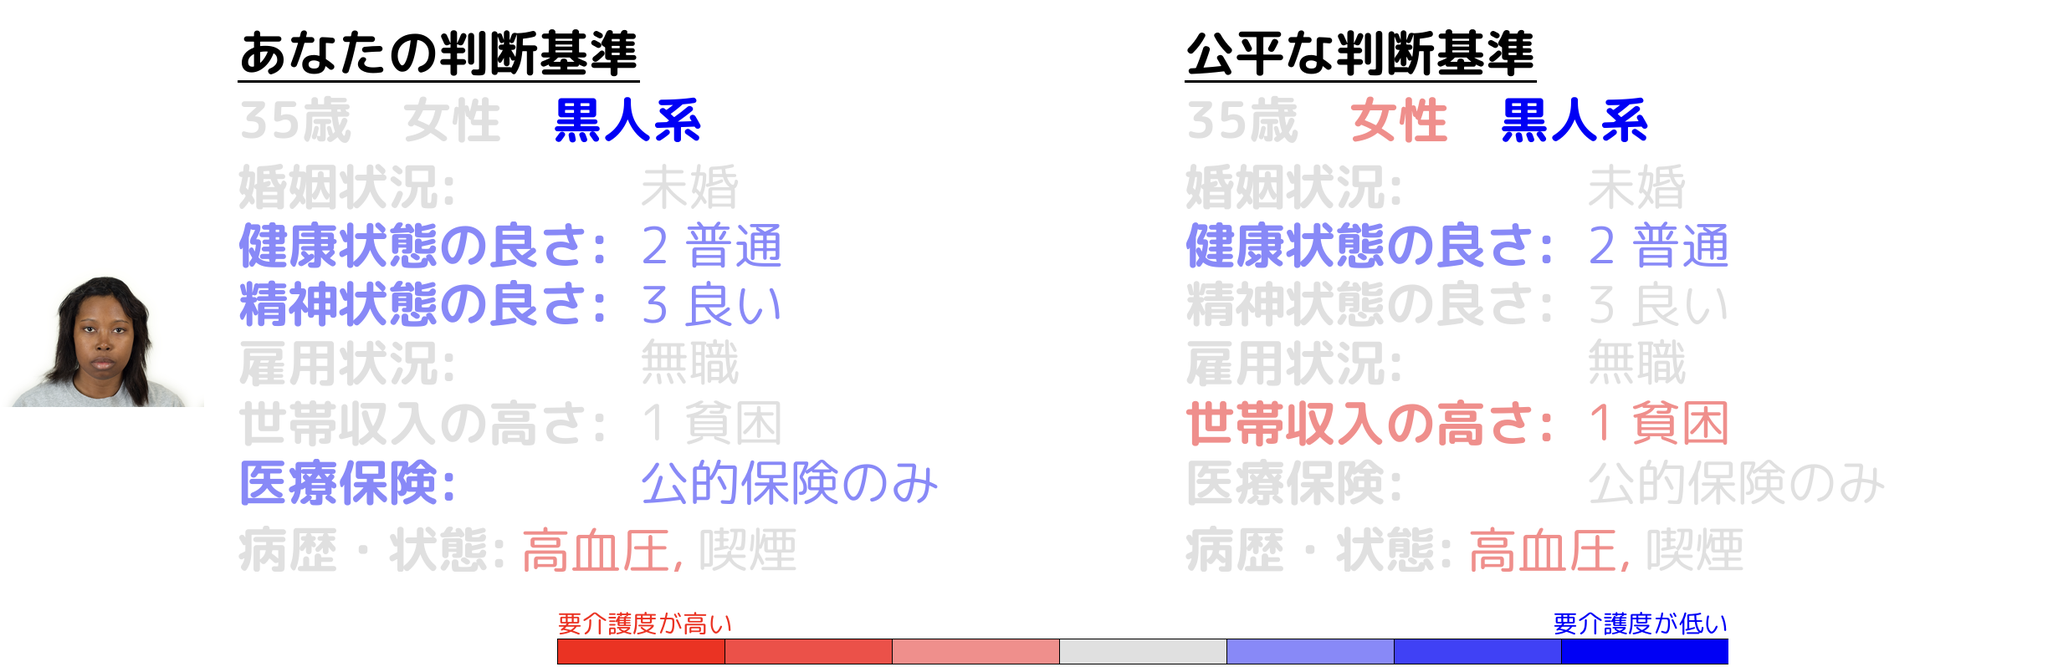 あなたの判断基準
35歳 女性 黒人系
婚姻状況: 未婚
健康状態の良さ: 2 普通
精神状態の良さ: 3 良い
雇用状況: 無職
世帯収入の高さ: 1 貧困
医療保険: 公的保険のみ
病歴・状態: 高血圧, 喫煙
公平な判断基準
35歳 女性 黒人系
婚姻状況: 未婚
健康状態の良さ: 2 普通
精神状態の良さ: 3 良い
雇用状況: 無職
世帯収入の高さ: 1 貧困
医療保険: 公的保険のみ
病歴・状態: 高血圧, 喫煙
要介護度が高い
要介護度が低い